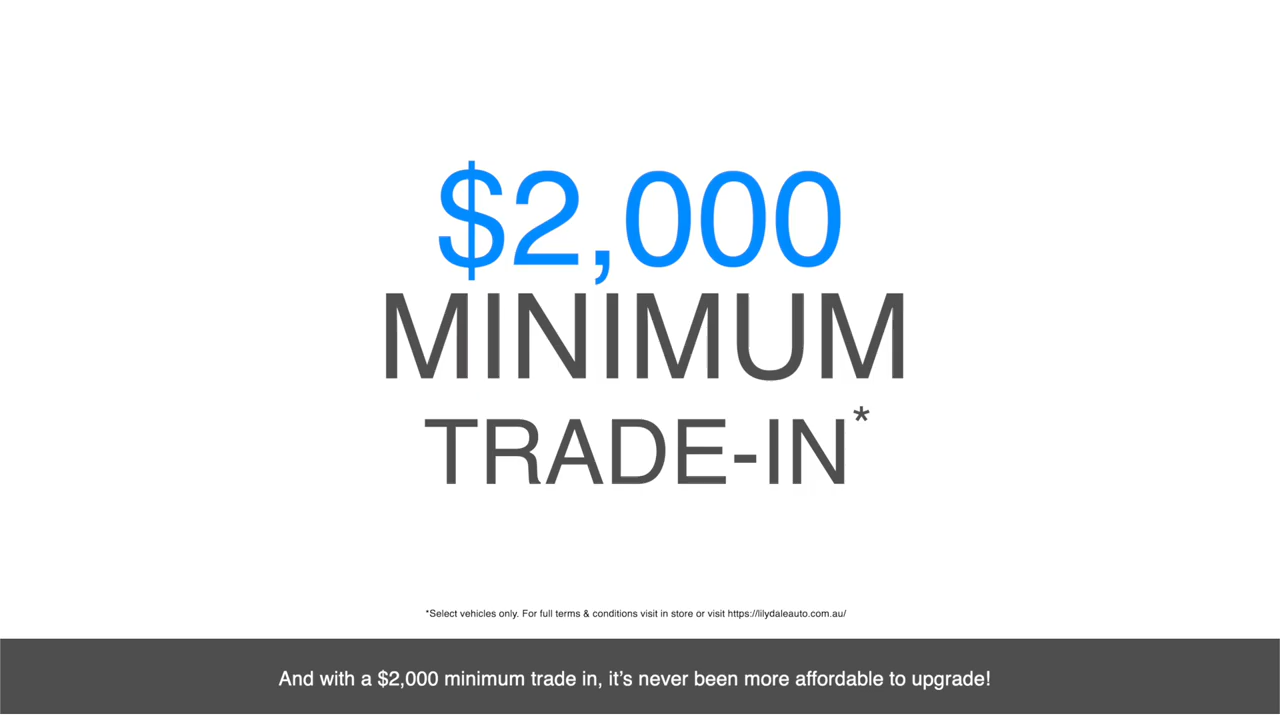 $2,000
MINIMUM
TRADE-IN*
*Select vehicles only. For full terms & conditions visit in store or visit https://lilydaleauto.com.au/
And with a $2,000 minimum trade in, it’s never been more affordable to upgrade!